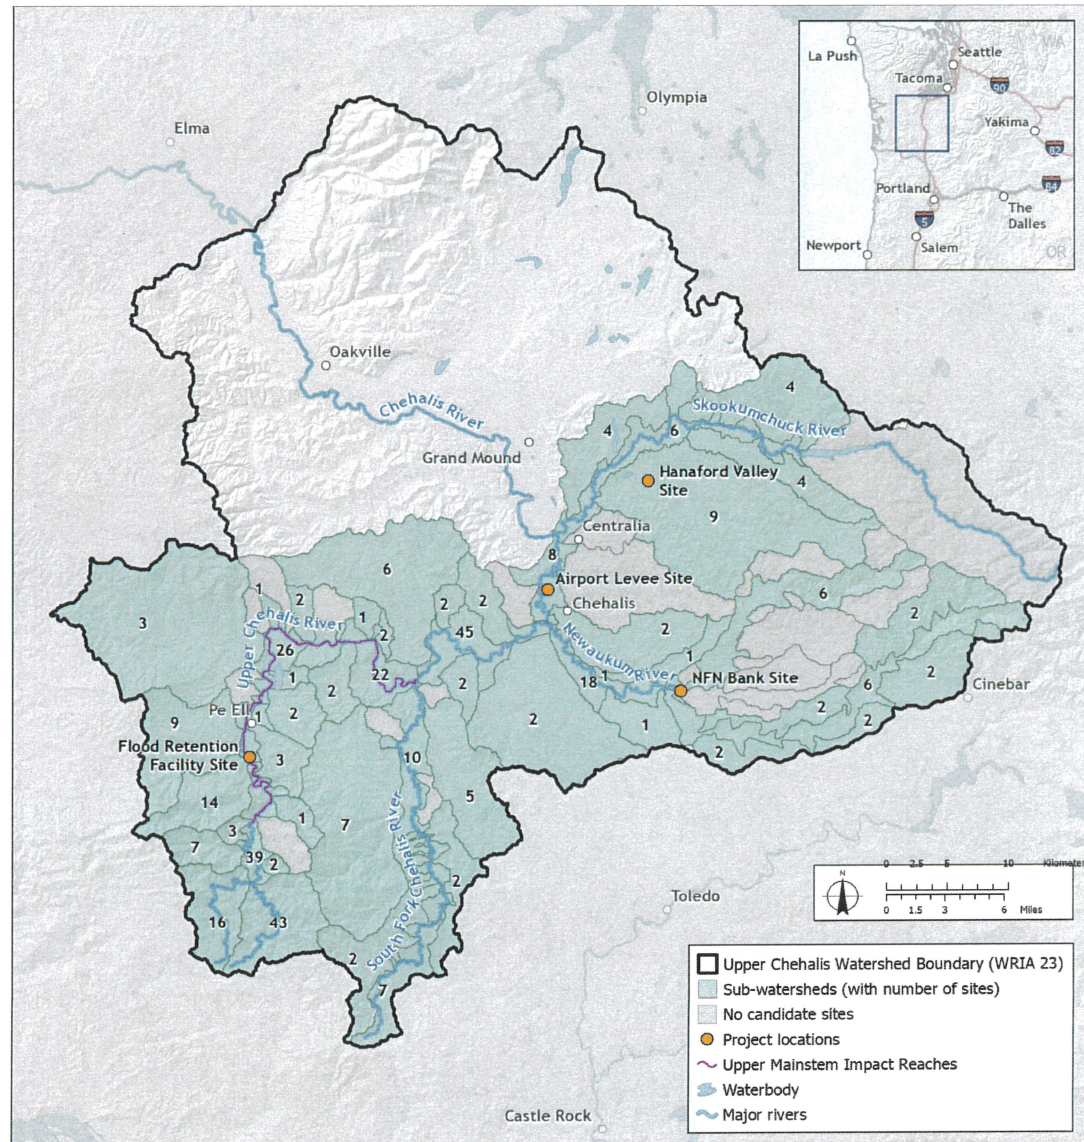 La Push
Seattle
WA
Tacoma
90
Yakima
82
Portland
84
5
The
Dalles
Salem
Newport
OR
Olympia
Elma
Oakville
Chehalis River
Grand Mound
4
Skookumchuck River
4
6
Hanaford Valley
Site
4
9
Centralia
8
6
Airport Levee Site
Chehalis
1
2
6
3
1
2
2
2
45
2
2
Upper Chehalis River
26
1
2
22
2
Newaukum River
1
18
1
NFN Bank Site
2
6
Cinebar
9
Pe Ell
1
2
2
1
2
2
2
Flood Retention
Facility Site
3
10
5
14
1
7
3
7
39
2
2
South Fork Chehalis River
16
43
2
7
Toledo
Castle Rock
N
0 2.5 5 10 Kilometers
0 1.5 3 6 Miles
Upper Chehalis Watershed Boundary (WRIA 23)
Sub-watersheds (with number of sites)
No candidate sites
Project locations
Upper Mainstem Impact Reaches
Waterbody
Major rivers